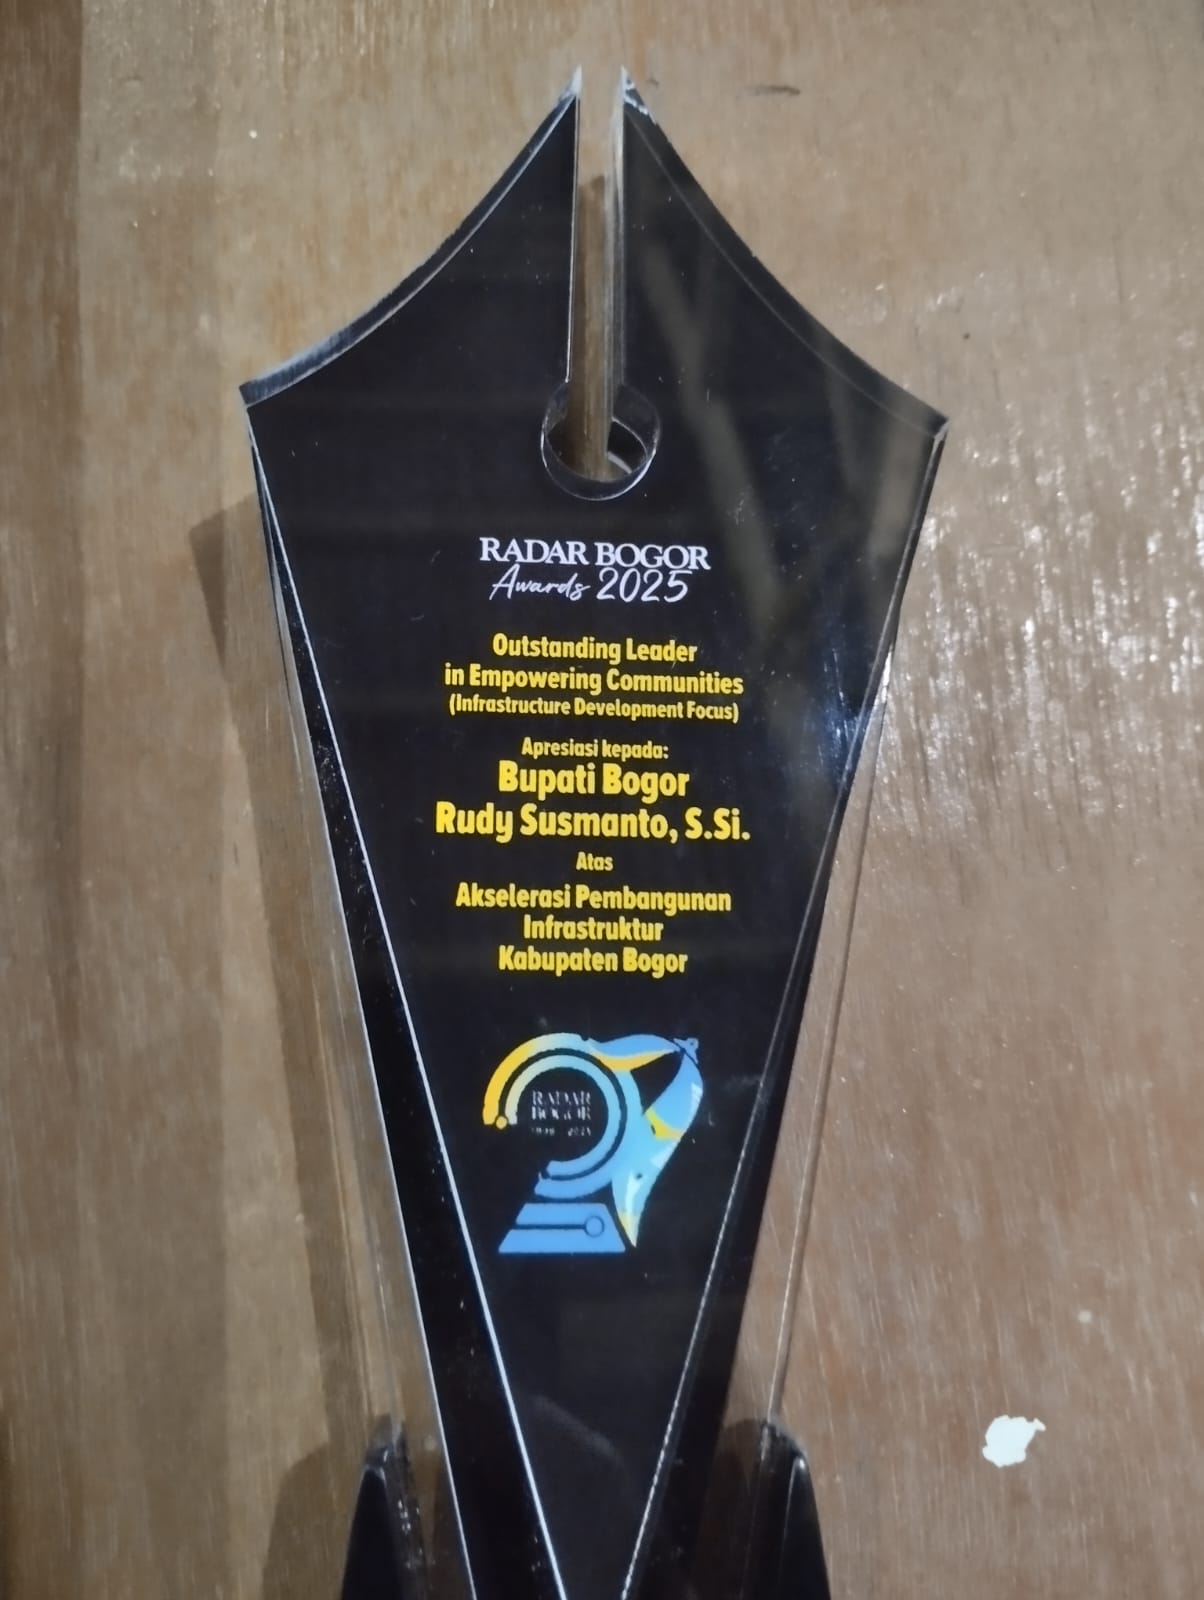 RADAR BOGOR
Awards 2025
Outstanding Leader
in Empowering Communities
(Infrastructure Development Focus)
Apresiasi kepada:
Bupati Bogor
Rudy Susmanto, S.Si.
Atas
Akselerasi Pembangunan
Infrastruktur
Kabupaten Bogor
RADAR
BOGOR